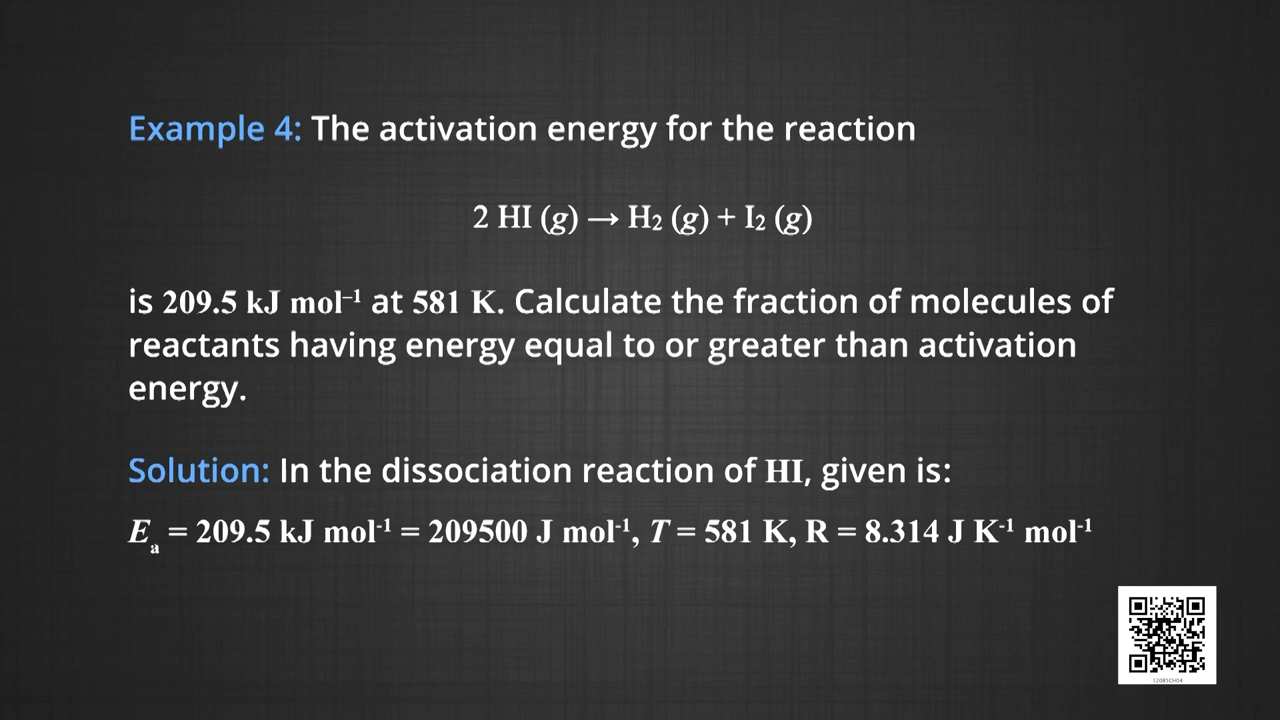 Example 4: The activation energy for the reaction
2 HI (g) → H₂ (g) + I₂ (g)
is 209.5 kJ mol⁻¹ at 581 K. Calculate the fraction of molecules of
reactants having energy equal to or greater than activation
energy.
Solution: In the dissociation reaction of HI, given is:
Eₐ = 209.5 kJ mol⁻¹ = 209500 J mol⁻¹, T = 581 K, R = 8.314 J K⁻¹ mol⁻¹
12085CH04